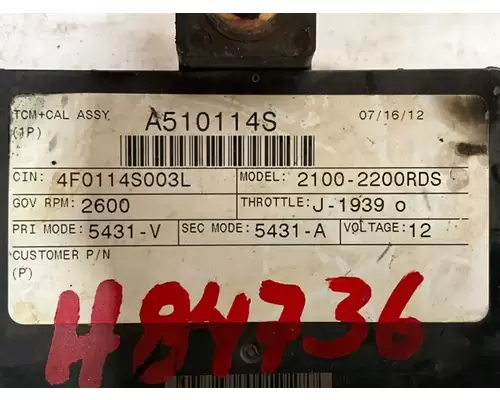 TCM+CAL ASSY A510114S 07/16/12
(1P)
CIN: 4F0114S003L MODEL: 2100-2200RDS
GOV RPM: 2600 THROTTLE: J-1939 o
PRI MODE: 5431-V SEC MODE: 5431-A VOLTAGE: 12
CUSTOMER P/N
(P)
H84736